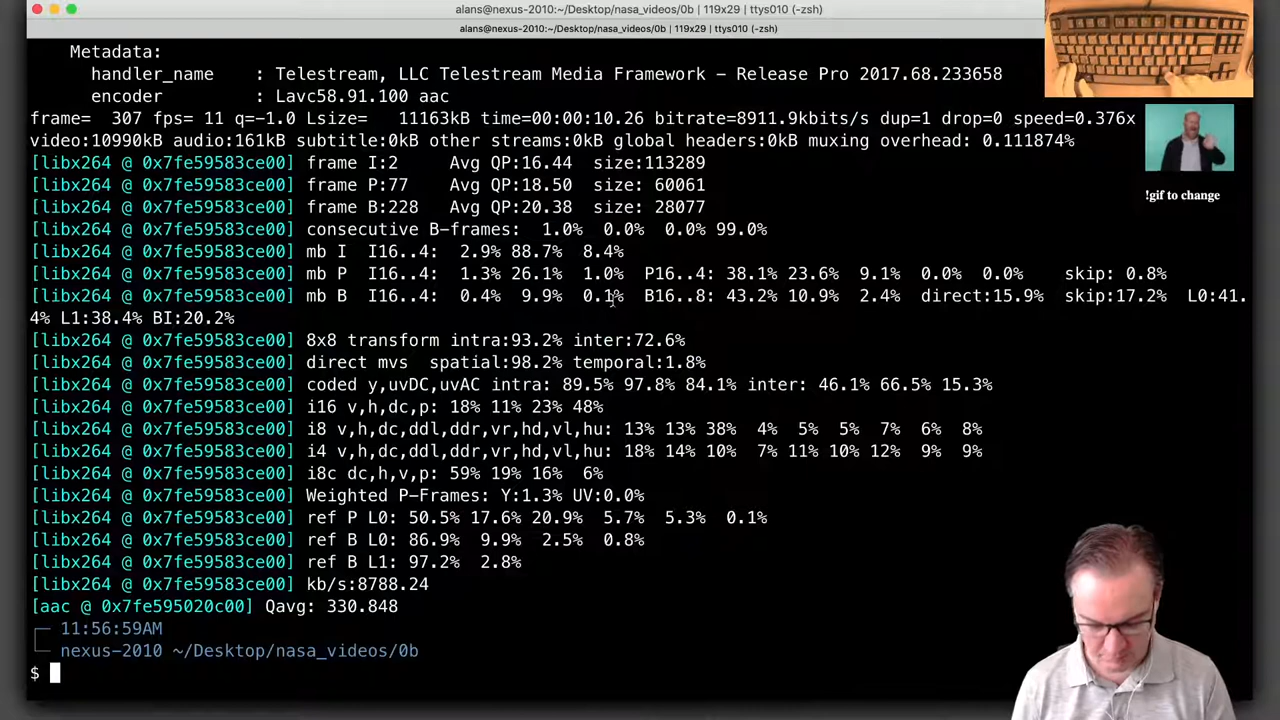 alans@nexus-2010:~/Desktop/nasa_videos/0b | 119x29 | ttys010 (-zsh)
alans@nexus-2010:~/Desktop/nasa_videos/0b | 119x29 | ttys010 (-zsh)
Metadata:
handler_name : Telestream, LLC Telestream Media Framework - Release Pro 2017.68.233658
encoder : Lavc58.91.100 aac
frame= 307 fps= 11 q=-1.0 Lsize= 11163kB time=00:00:10.26 bitrate=8911.9kbits/s dup=1 drop=0 speed=0.376x
video:10990kB audio:161kB subtitle:0kB other streams:0kB global headers:0kB muxing overhead: 0.111874%
[libx264 @ 0x7fe59583ce00] frame I:2 Avg QP:16.44 size:113289
[libx264 @ 0x7fe59583ce00] frame P:77 Avg QP:18.50 size: 60061
[libx264 @ 0x7fe59583ce00] frame B:228 Avg QP:20.38 size: 28077
!gif to change
[libx264 @ 0x7fe59583ce00] consecutive B-frames: 1.0% 0.0% 0.0% 99.0%
[libx264 @ 0x7fe59583ce00] mb I I16..4: 2.9% 88.7% 8.4%
[libx264 @ 0x7fe59583ce00] mb P I16..4: 1.3% 26.1% 1.0% P16..4: 38.1% 23.6% 9.1% 0.0% 0.0% skip: 0.8%
[libx264 @ 0x7fe59583ce00] mb B I16..4: 0.4% 9.9% 0.1% B16..8: 43.2% 10.9% 2.4% direct:15.9% skip:17.2% L0:41.
4% L1:38.4% BI:20.2%
[libx264 @ 0x7fe59583ce00] 8x8 transform intra:93.2% inter:72.6%
[libx264 @ 0x7fe59583ce00] direct mvs spatial:98.2% temporal:1.8%
[libx264 @ 0x7fe59583ce00] coded y,uvDC,uvAC intra: 89.5% 97.8% 84.1% inter: 46.1% 66.5% 15.3%
[libx264 @ 0x7fe59583ce00] i16 v,h,dc,p: 18% 11% 23% 48%
[libx264 @ 0x7fe59583ce00] i8 v,h,dc,ddl,ddr,vr,hd,vl,hu: 13% 13% 38% 4% 5% 5% 7% 6% 8%
[libx264 @ 0x7fe59583ce00] i4 v,h,dc,ddl,ddr,vr,hd,vl,hu: 18% 14% 10% 7% 11% 10% 12% 9% 9%
[libx264 @ 0x7fe59583ce00] i8c dc,h,v,p: 59% 19% 16% 6%
[libx264 @ 0x7fe59583ce00] Weighted P-Frames: Y:1.3% UV:0.0%
[libx264 @ 0x7fe59583ce00] ref P L0: 50.5% 17.6% 20.9% 5.7% 5.3% 0.1%
[libx264 @ 0x7fe59583ce00] ref B L0: 86.9% 9.9% 2.5% 0.8%
[libx264 @ 0x7fe59583ce00] ref B L1: 97.2% 2.8%
[libx264 @ 0x7fe59583ce00] kb/s:8788.24
[aac @ 0x7fe595020c00] Qavg: 330.848
11:56:59AM
nexus-2010 ~/Desktop/nasa_videos/0b
$